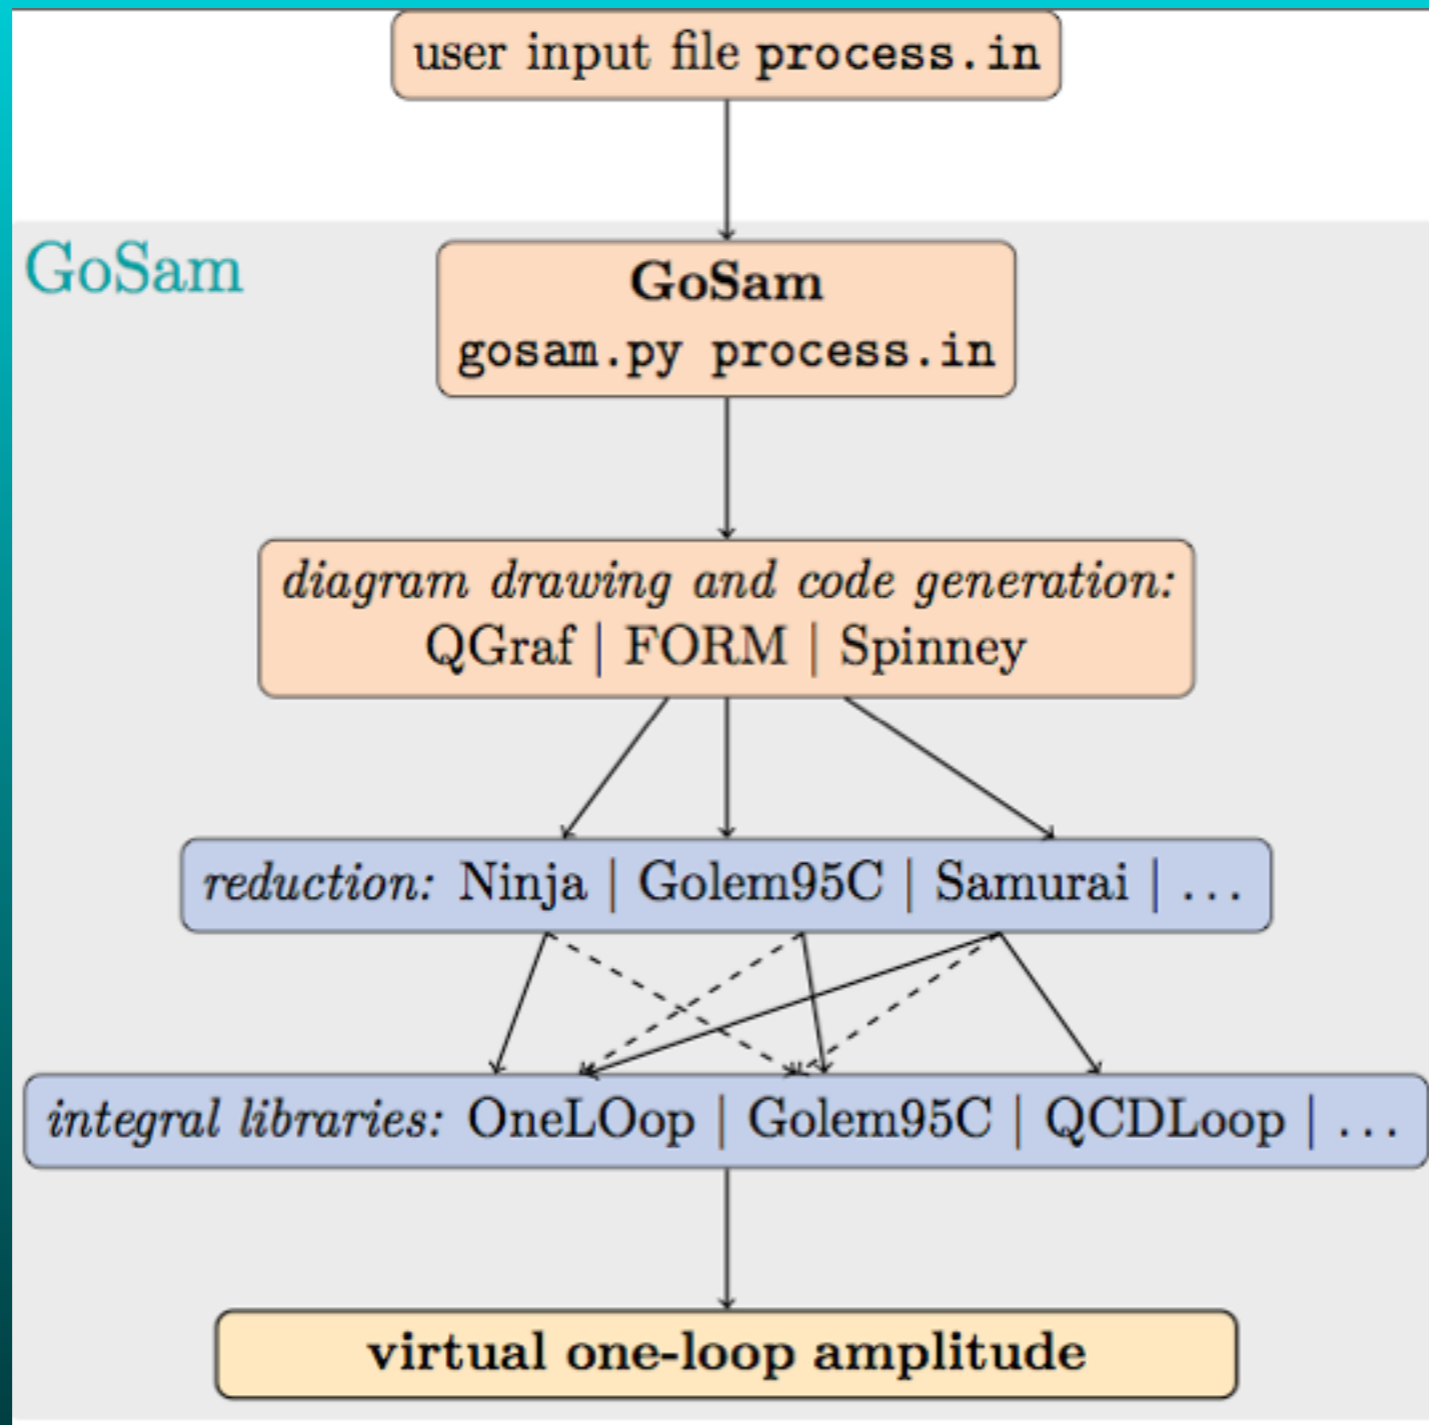 user input file process.in
GoSam
GoSam
gosam.py process.in
diagram drawing and code generation:
QGraf | FORM | Spinney
reduction: Ninja | Golem95C | Samurai | ...
integral libraries: OneLOop | Golem95C | QCDLoop | ...
virtual one-loop amplitude